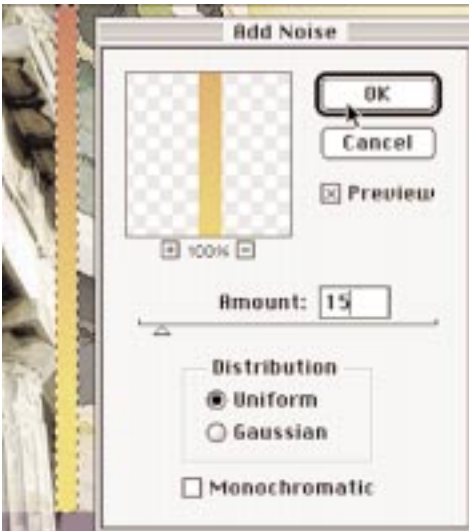 Add Noise
OK
Cancel
Preview
100%
Amount: 15
Distribution
Uniform
Gaussian
Monochromatic